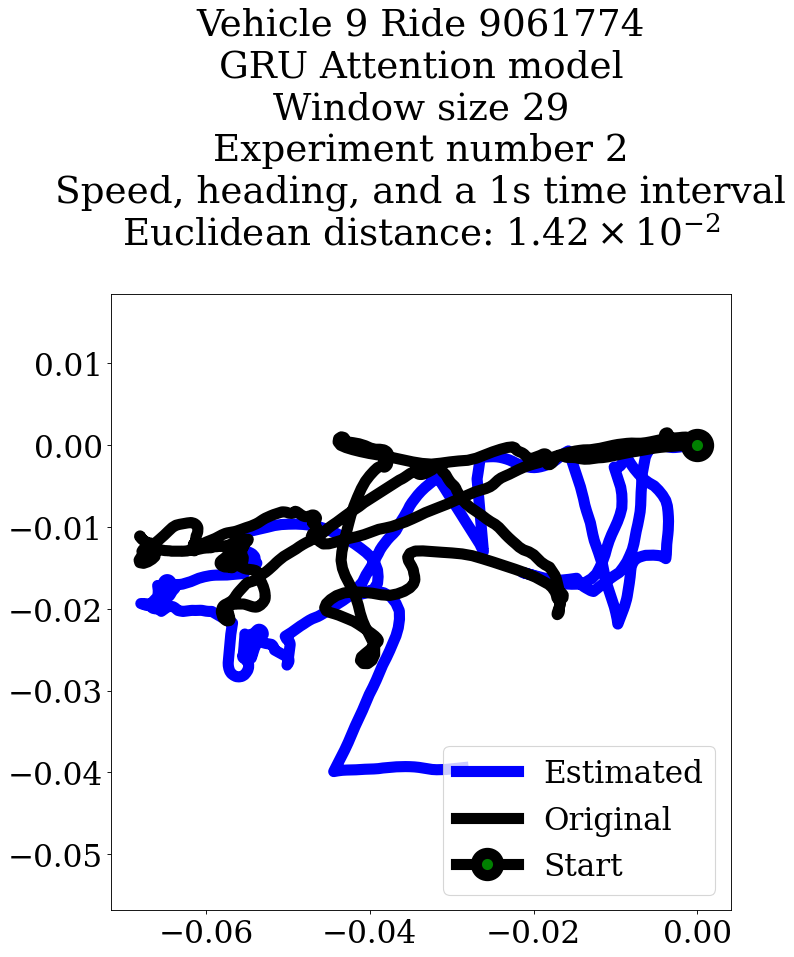 Vehicle 9 Ride 9061774
GRU Attention model
Window size 29
Experiment number 2
Speed, heading, and a 1s time interval
Euclidean distance: 1.42 × 10⁻²
0.01
0.00
−0.01
−0.02
−0.03
−0.04
−0.05
Estimated
Original
Start
−0.06
−0.04
−0.02
0.00